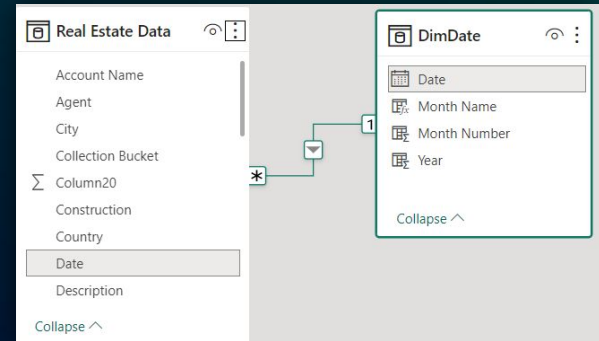 Real Estate Data
Account Name
Agent
City
Collection Bucket
Σ Column20
Construction
Country
Date
Description
Collapse
*
1
DimDate
Date
Month Name
Month Number
Year
Collapse